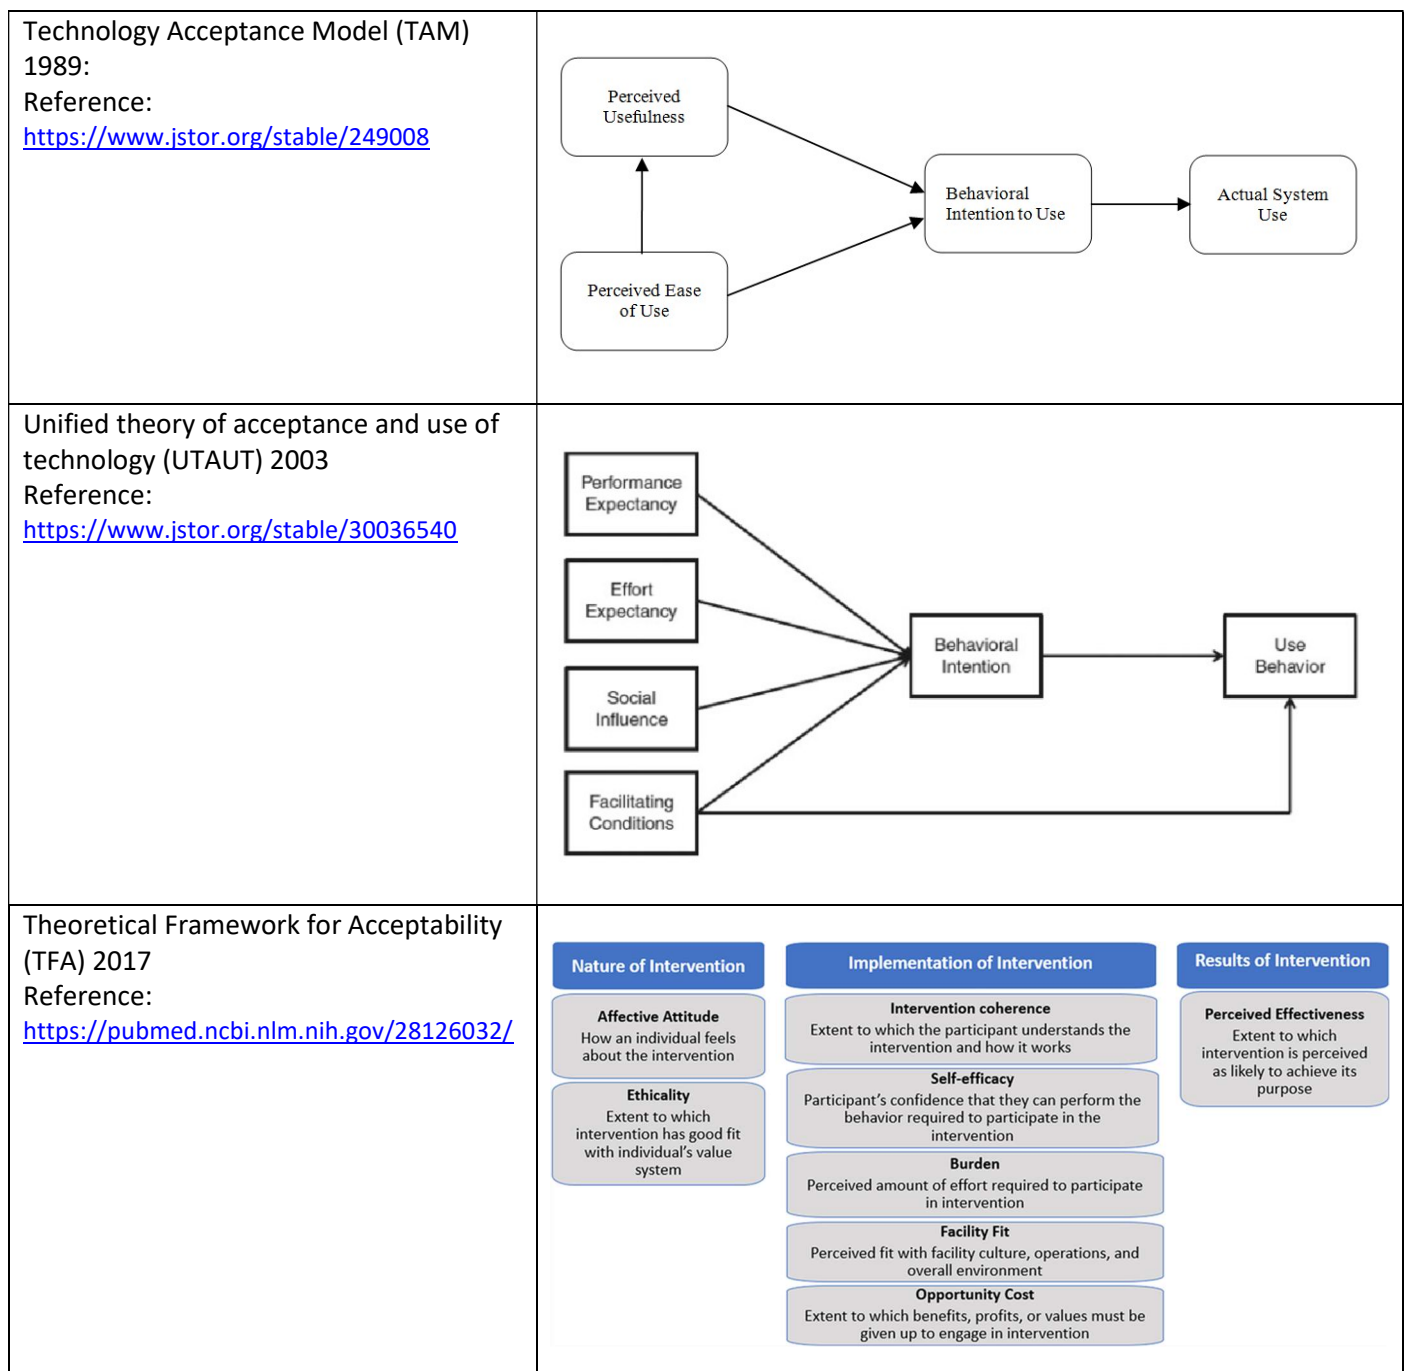 Technology Acceptance Model (TAM)
1989:
Reference:
https://www.jstor.org/stable/249008
Perceived
Usefulness
Perceived Ease
of Use
Behavioral
Intention to Use
Actual System
Use
Unified theory of acceptance and use of
technology (UTAUT) 2003
Reference:
https://www.jstor.org/stable/30036540
Performance
Expectancy
Effort
Expectancy
Social
Influence
Facilitating
Conditions
Behavioral
Intention
Use
Behavior
Theoretical Framework for Acceptability
(TFA) 2017
Reference:
https://pubmed.ncbi.nlm.nih.gov/28126032/
Nature of Intervention
Affective Attitude
How an individual feels
about the intervention
Ethicality
Extent to which
intervention has good fit
with individual's value
system
Implementation of Intervention
Intervention coherence
Extent to which the participant understands the
intervention and how it works
Self-efficacy
Participant's confidence that they can perform the
behavior required to participate in the
intervention
Burden
Perceived amount of effort required to participate
in intervention
Facility Fit
Perceived fit with facility culture, operations, and
overall environment
Opportunity Cost
Extent to which benefits, profits, or values must be
given up to engage in intervention
Results of Intervention
Perceived Effectiveness
Extent to which
intervention is perceived
as likely to achieve its
purpose